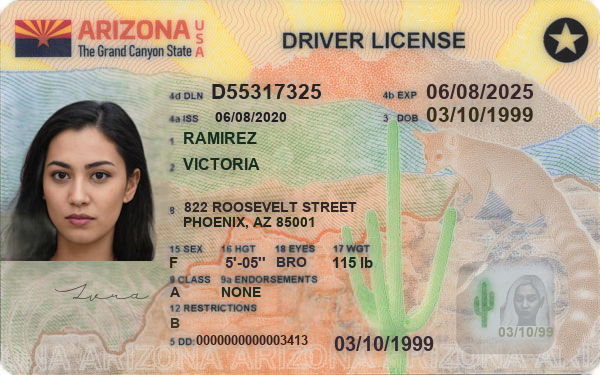 ARIZONA USA
The Grand Canyon State
DRIVER LICENSE
4d DLN D55317325
4b EXP 06/08/2025
4a ISS 06/08/2020
3 DOB 03/10/1999
1 RAMIREZ
2 VICTORIA
8 822 ROOSEVELT STREET
PHOENIX, AZ 85001
15 SEX 16 HGT 18 EYES 17 WGT
F 5'-05" BRO 115 lb
9 CLASS 9a ENDORSEMENTS
A NONE
12 RESTRICTIONS
B
5 DD: 0000000000003413
03/10/1999
03/10/99
ARIZONA ARIZONA ARIZONA